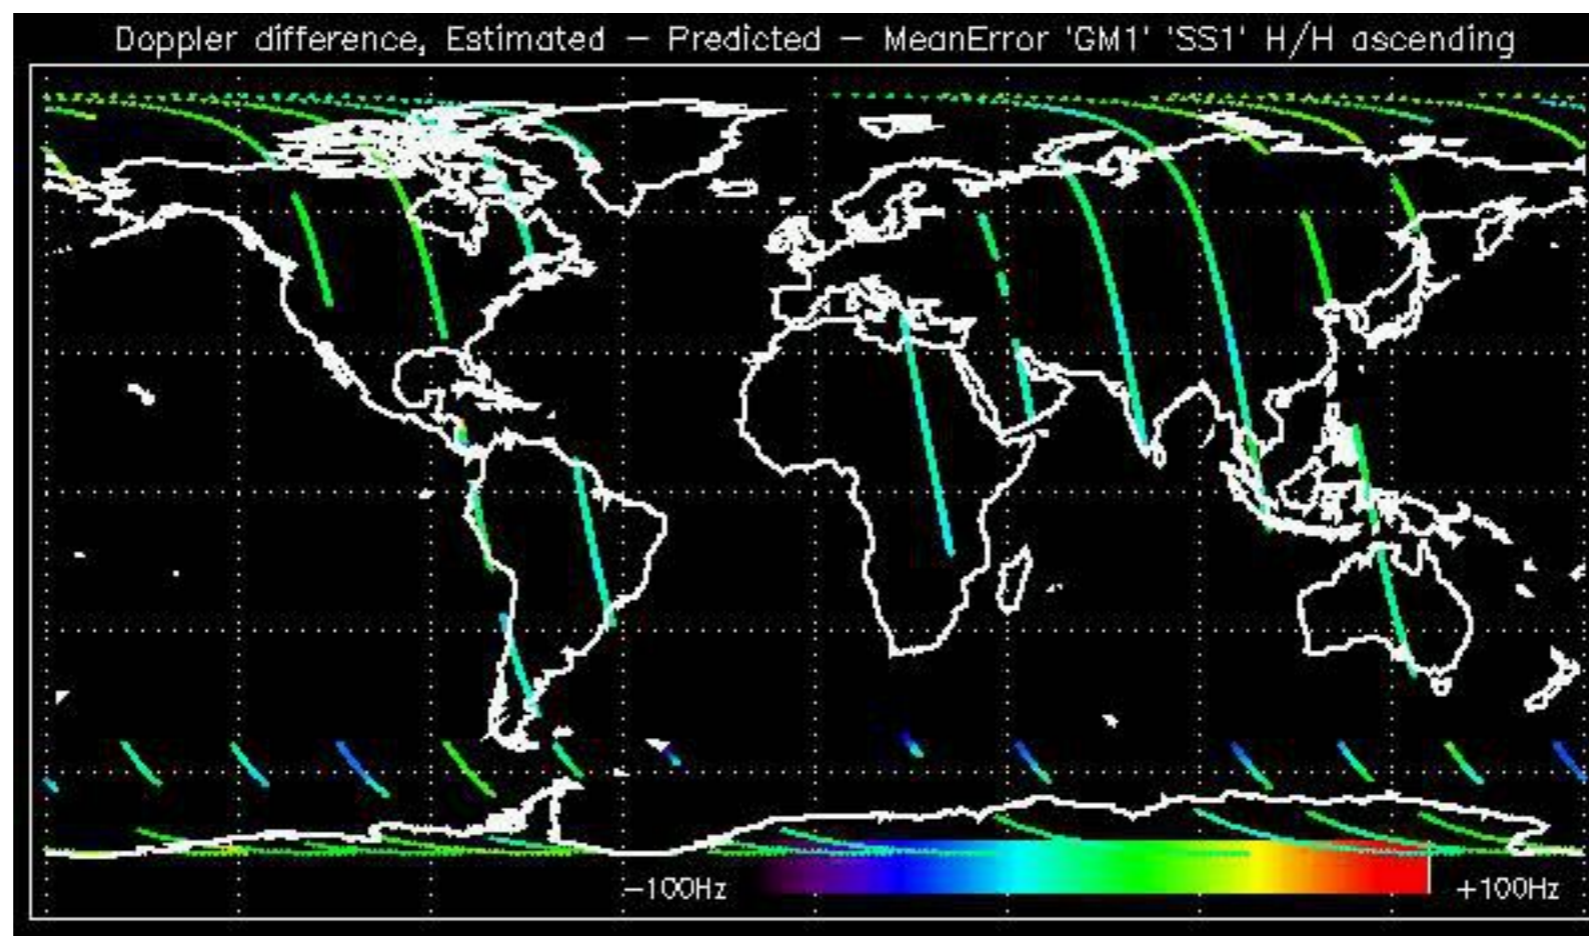 Doppler difference, Estimated – Predicted – MeanError 'GM1' 'SS1' H/H ascending
-100Hz
+100Hz